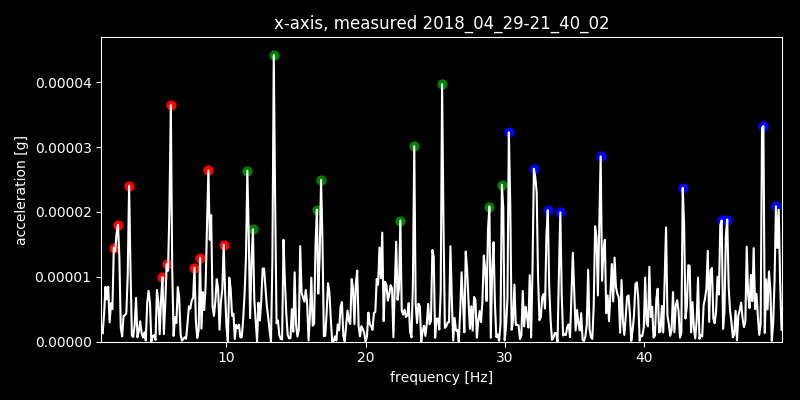 x-axis, measured 2018_04_29-21_40_02
acceleration [g]
0.00004
0.00003
0.00002
0.00001
0.00000
10 20 30 40
frequency [Hz]